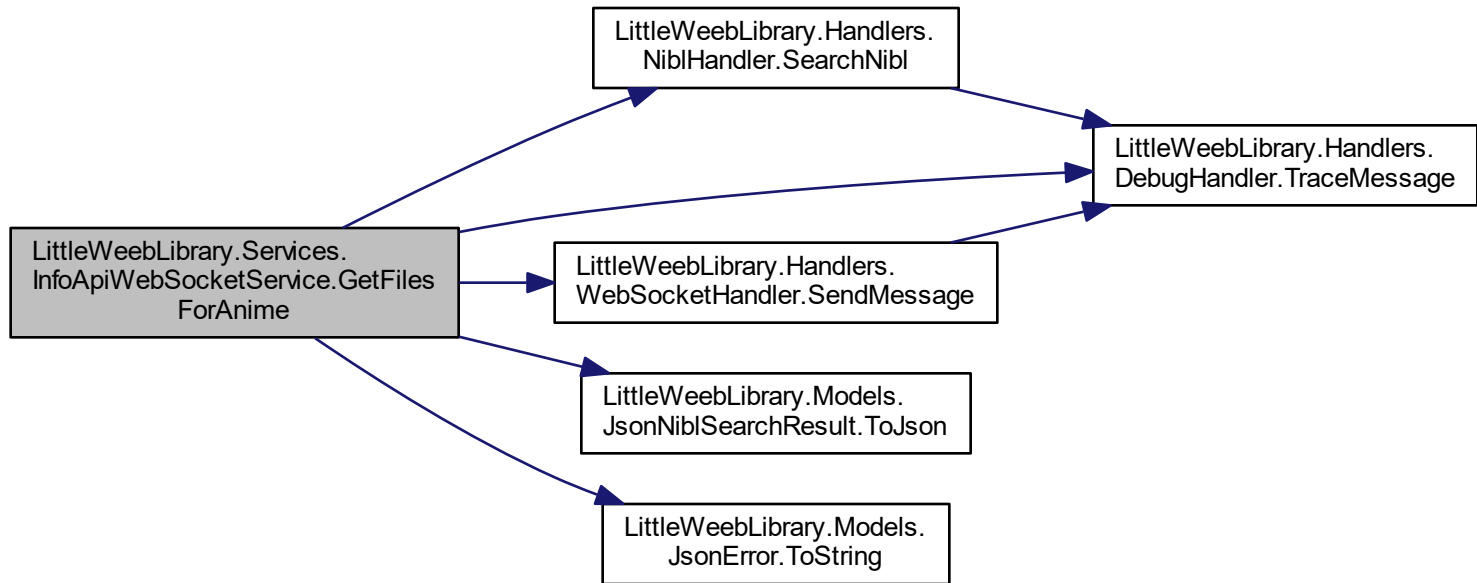 LittleWeebLibrary.Handlers.
NiblHandler.SearchNibl
LittleWeebLibrary.Handlers.
DebugHandler.TraceMessage
LittleWeebLibrary.Services.
InfoApiWebSocketService.GetFiles
ForAnime
LittleWeebLibrary.Handlers.
WebSocketHandler.SendMessage
LittleWeebLibrary.Models.
JsonNiblSearchResult.ToJson
LittleWeebLibrary.Models.
JsonError.ToString